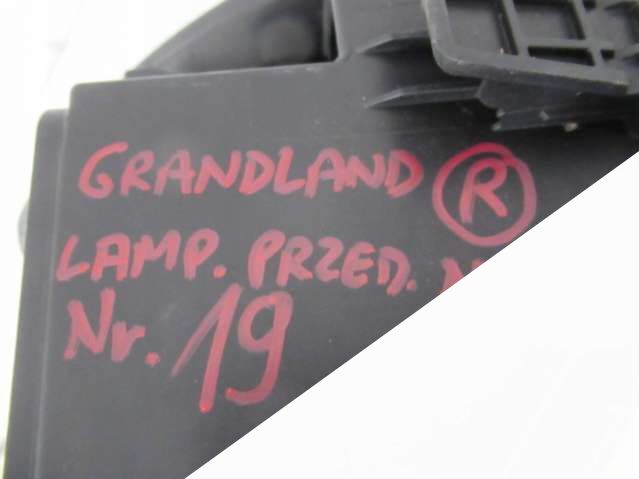 GRANDLAND R
LAMP. PRZED.
Nr. 19